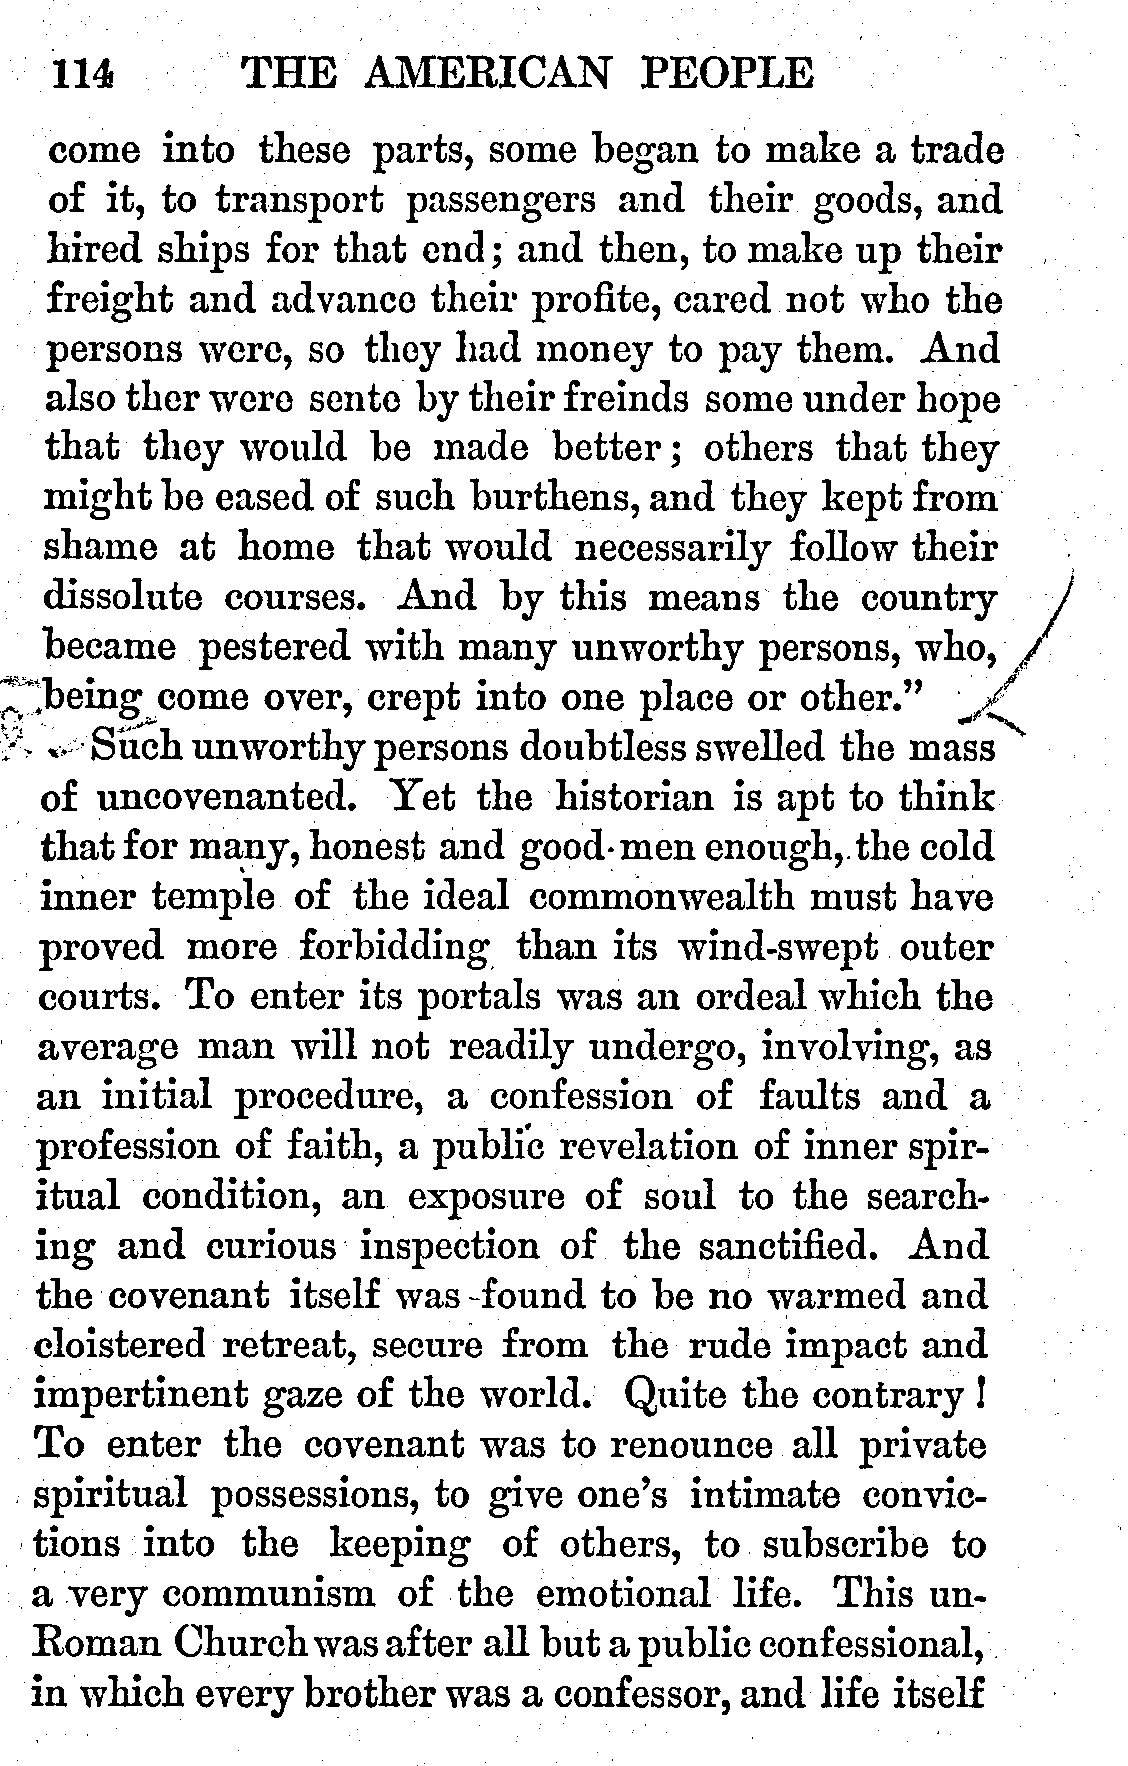 114 THE AMERICAN PEOPLE
come into these parts, some began to make a trade
of it, to transport passengers and their goods, and
hired ships for that end; and then, to make up their
freight and advance their profite, cared not who the
persons were, so they had money to pay them. And
also ther were sente by their freinds some under hope
that they would be made better; others that they
might be eased of such burthens, and they kept from
shame at home that would necessarily follow their
dissolute courses. And by this means the country
became pestered with many unworthy persons, who,
being come over, crept into one place or other."
Such unworthy persons doubtless swelled the mass
of uncovenanted. Yet the historian is apt to think
that for many, honest and good men enough, the cold
inner temple of the ideal commonwealth must have
proved more forbidding than its wind-swept outer
courts. To enter its portals was an ordeal which the
average man will not readily undergo, involving, as
an initial procedure, a confession of faults and a
profession of faith, a public revelation of inner spir-
itual condition, an exposure of soul to the search-
ing and curious inspection of the sanctified. And
the covenant itself was found to be no warmed and
cloistered retreat, secure from the rude impact and
impertinent gaze of the world. Quite the contrary!
To enter the covenant was to renounce all private
spiritual possessions, to give one's intimate convic-
tions into the keeping of others, to subscribe to
a very communism of the emotional life. This un-
Roman Church was after all but a public confessional,
in which every brother was a confessor, and life itself